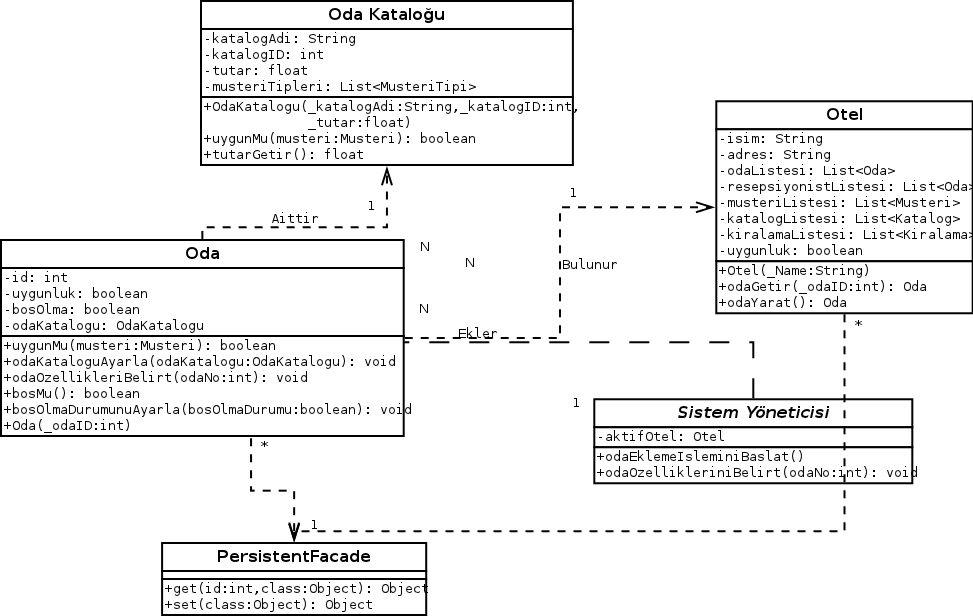 Oda Kataloğu
-katalogAdi: String
-katalogID: int
-tutar: float
-musteriTipleri: List<MusteriTipi>
+OdaKatalogu(_katalogAdi:String,_katalogID:int,
_tutar:float)
+uygunMu(musteri:Musteri): boolean
+tutarGetir(): float
Otel
-isim: String
-adres: String
-odaListesi: List<Oda>
-resepsiyonistListesi: List<Oda>
-musteriListesi: List<Musteri>
-katalogListesi: List<Katalog>
-kiralamaListesi: List<Kiralama>
-uygunluk: boolean
+Otel(_Name:String)
+odaGetir(_odaID:int): Oda
+odaYarat(): Oda
1
Aittir
1
N
N
Bulunur
N
Ekler
*
Oda
-id: int
-uygunluk: boolean
-bosOlma: boolean
-odaKatalogu: OdaKatalogu
+uygunMu(musteri:Musteri): boolean
+odaKataloguAyarla(odaKatalogu:OdaKatalogu): void
+odaOzellikleriBelirt(odaNo:int): void
+bosMu(): boolean
+bosOlmaDurumunuAyarla(bosOlmaDurumu:boolean): void
+Oda(_odaID:int)
1
Sistem Yöneticisi
-aktifOtel: Otel
+odaEklemeIsleminiBaslat()
+odaOzellikleriniBelirt(odaNo:int): void
*
1
PersistentFacade
+get(id:int,class:Object): Object
+set(class:Object): Object